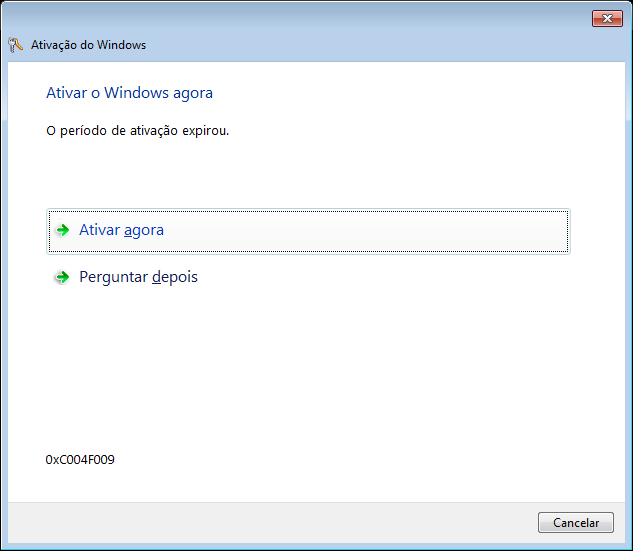 Ativação do Windows
Ativar o Windows agora
O período de ativação expirou.
Ativar agora
Perguntar depois
0xC004F009
Cancelar